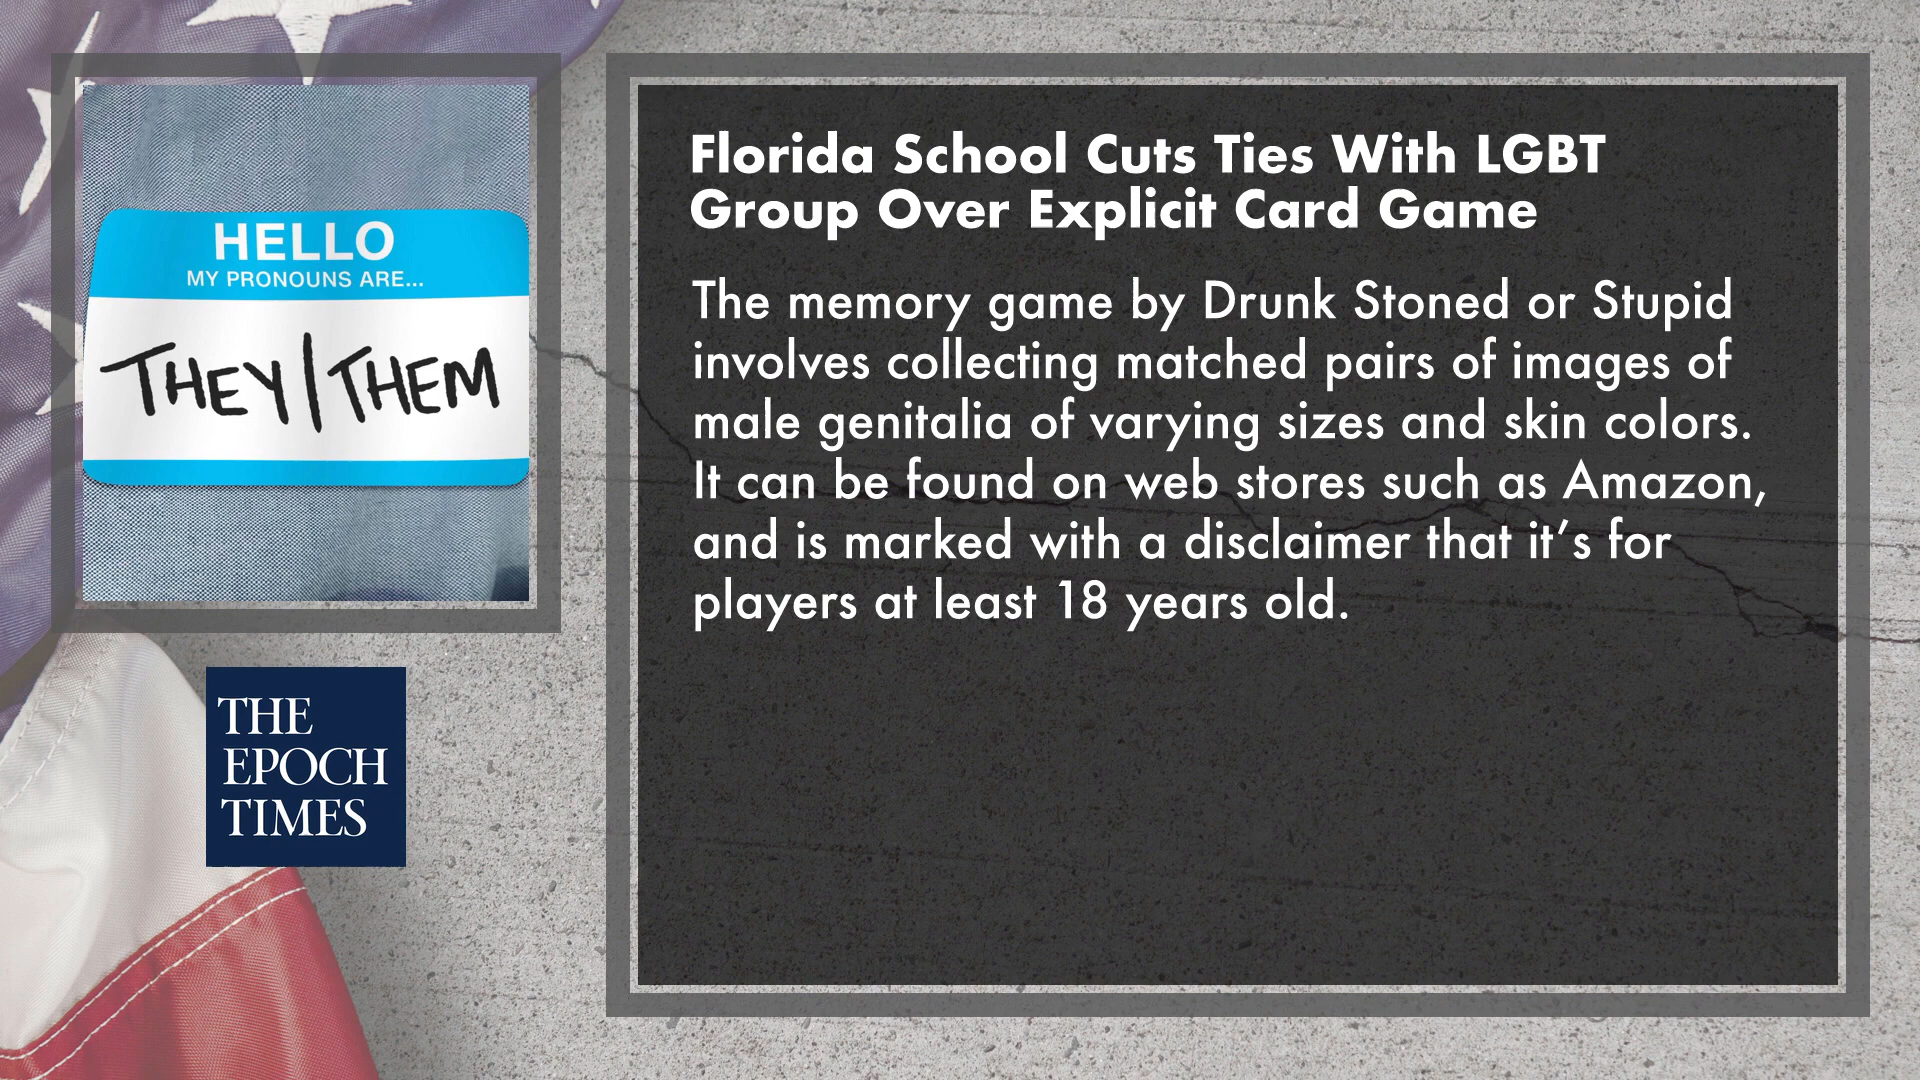 HELLO
MY PRONOUNS ARE...
THEY|THEM
THE
EPOCH
TIMES
Florida School Cuts Ties With LGBT
Group Over Explicit Card Game
The memory game by Drunk Stoned or Stupid
involves collecting matched pairs of images of
male genitalia of varying sizes and skin colors.
It can be found on web stores such as Amazon,
and is marked with a disclaimer that it’s for
players at least 18 years old.